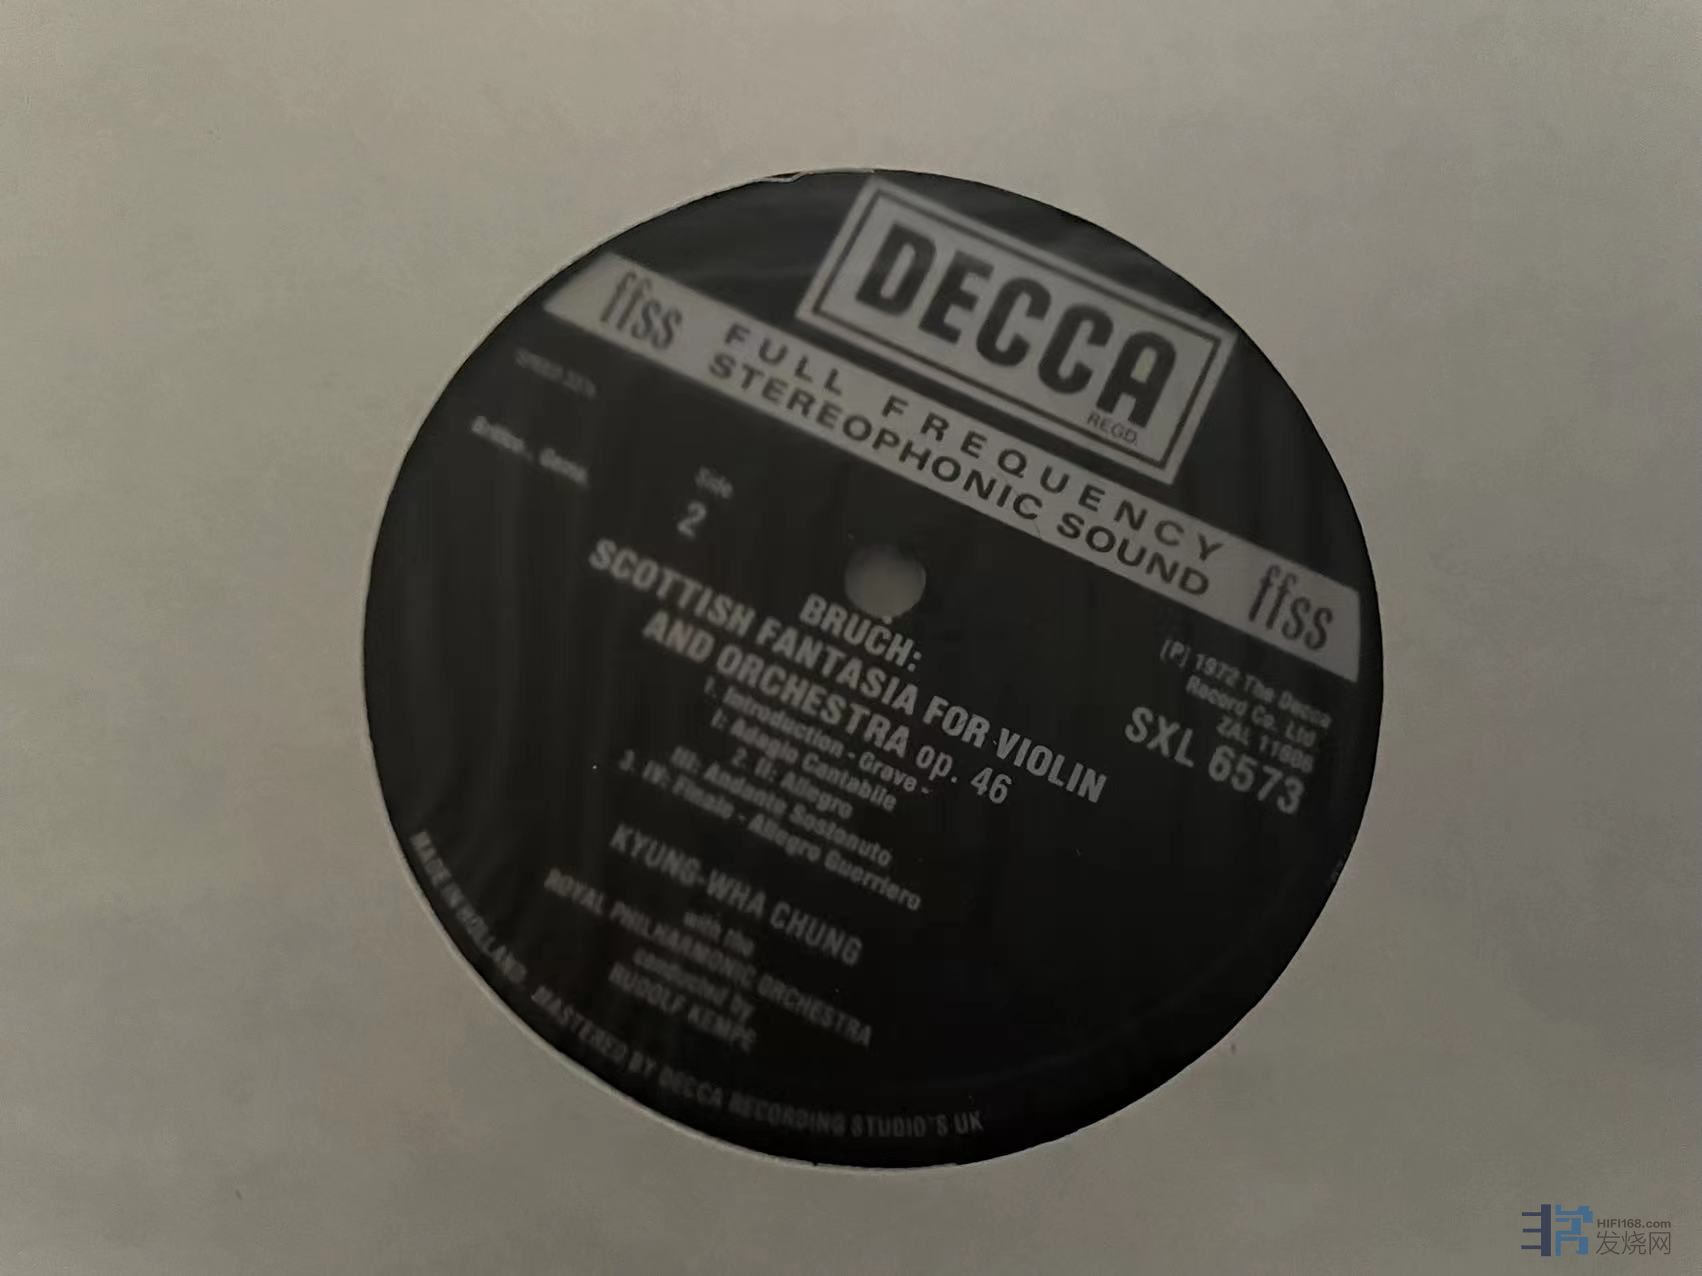 DECCA
REGD.
ffss FULL FREQUENCY ffss
STEREOPHONIC SOUND
Side
2
[P] 1972 The Decca
Record Co. Ltd.
SXL 6573
BRUCH:
SCOTTISH FANTASIA FOR VIOLIN
AND ORCHESTRA op. 46
1. Introduction - Grave -
I: Adagio Cantabile
2. II: Allegro
III: Andante Sostenuto
3. IV: Finale - Allegro Guerriero
KYUNG-WHA CHUNG
with the
ROYAL PHILHARMONIC ORCHESTRA
conducted by
RUDOLF KEMPE
MADE IN HOLLAND . MASTERED BY DECCA RECORDING STUDIO"S UK
HIFI168.com
发烧网